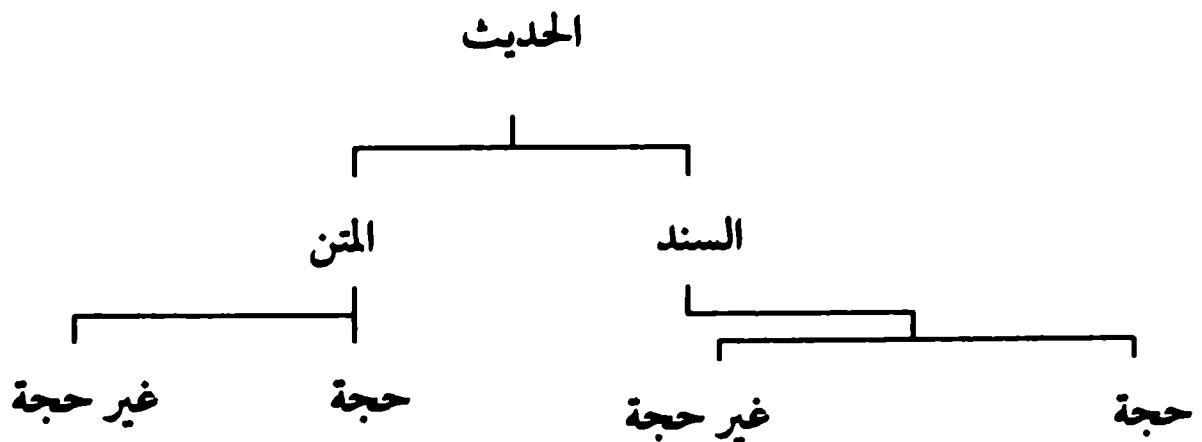 الحديث
السند المتن
حجة غير حجة حجة غير حجة